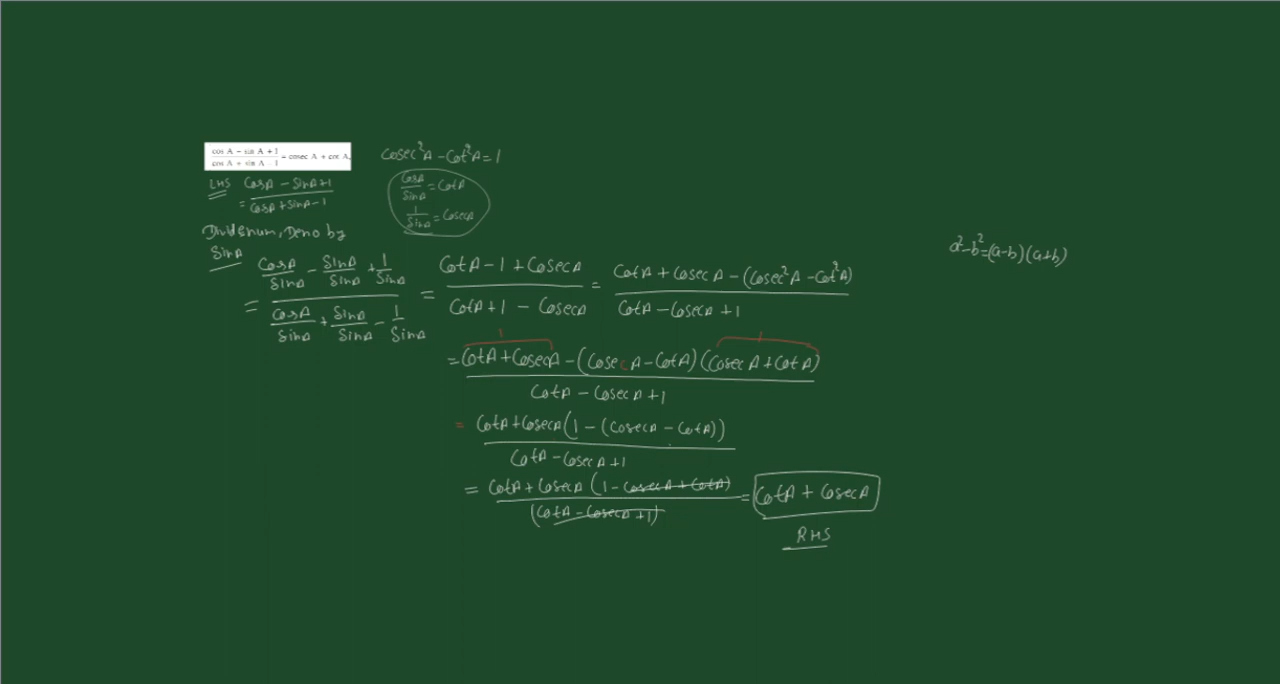 cos A − sin A + 1 / cos A + sin A − 1 = cosec A + cot A,
Cosec²A - Cot²A = 1
CosA / SinA = CotA
1 / SinA = CosecA
LHS = CosA - SinA+1 / CosA+SinA-1
Divide num, Deno by
SinA
= (CosA/SinA - SinA/SinA + 1/SinA) / (CosA/SinA + SinA/SinA - 1/SinA) = (CotA - 1 + CosecA) / (CotA+1 - CosecA) = (CotA + CosecA - (Cosec²A - Cot²A)) / (CotA - CosecA +1)
a²-b²=(a-b)(a+b)
1 1
= (CotA + CosecA - (CosecA - CotA)(CosecA + CotA)) / (CotA - CosecA+1)
= CotA+CosecA(1 - (CosecA - CotA)) / (CotA - CosecA+1)
= CotA + CosecA (1 - CosecA + CotA) / (CotA - CosecA +1) = CotA + CosecA
RHS